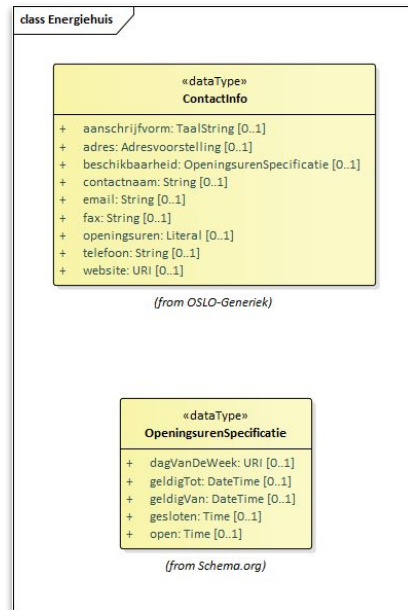 class Energiehuis
«dataType»
ContactInfo
+ aanschrijfvorm: TaalString [0..1]
+ adres: Adresvoorstelling [0..1]
+ beschikbaarheid: OpeningsurenSpecificatie [0..1]
+ contactnaam: String [0..1]
+ email: String [0..1]
+ fax: String [0..1]
+ openingsuren: Literal [0..1]
+ telefoon: String [0..1]
+ website: URI [0..1]
(from OSLO-Generiek)
«dataType»
OpeningsurenSpecificatie
+ dagVanDeWeek: URI [0..1]
+ geldigTot: DateTime [0..1]
+ geldigVan: DateTime [0..1]
+ gesloten: Time [0..1]
+ open: Time [0..1]
(from Schema.org)